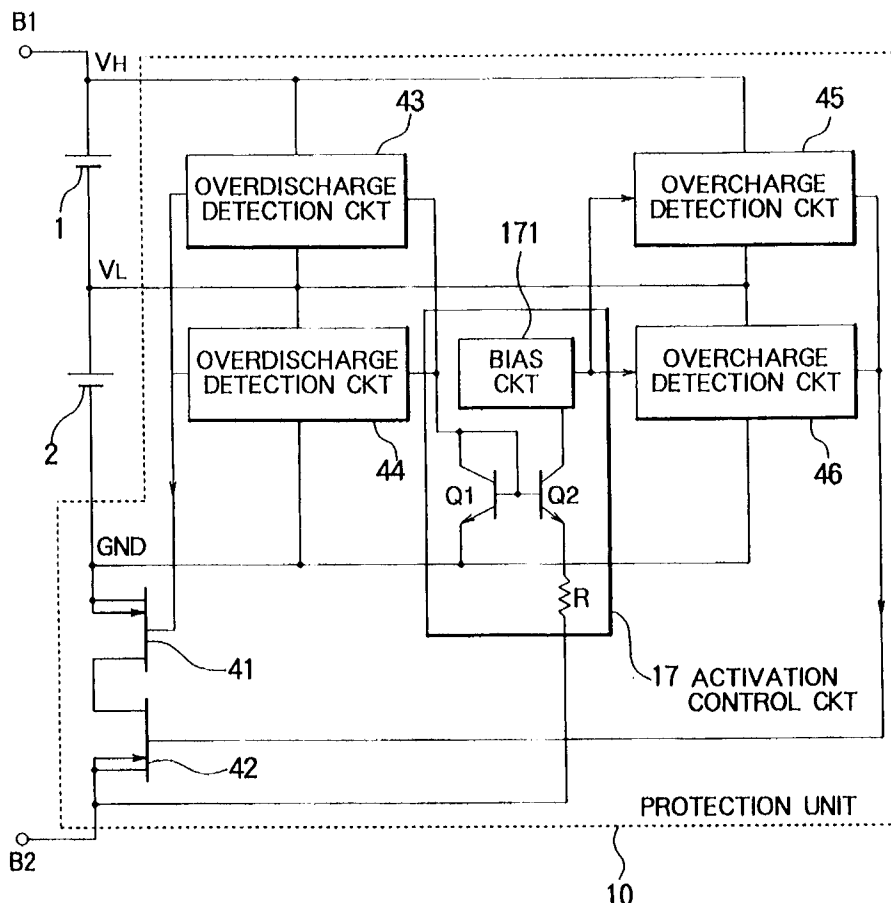 B1
VH
43
45
OVERDISCHARGE
DETECTION CKT
OVERCHARGE
DETECTION CKT
1
171
VL
OVERDISCHARGE
DETECTION CKT
BIAS
CKT
OVERCHARGE
DETECTION CKT
2
44
46
Q1
Q2
GND
R
41
17 ACTIVATION
CONTROL CKT
42
PROTECTION UNIT
B2
10